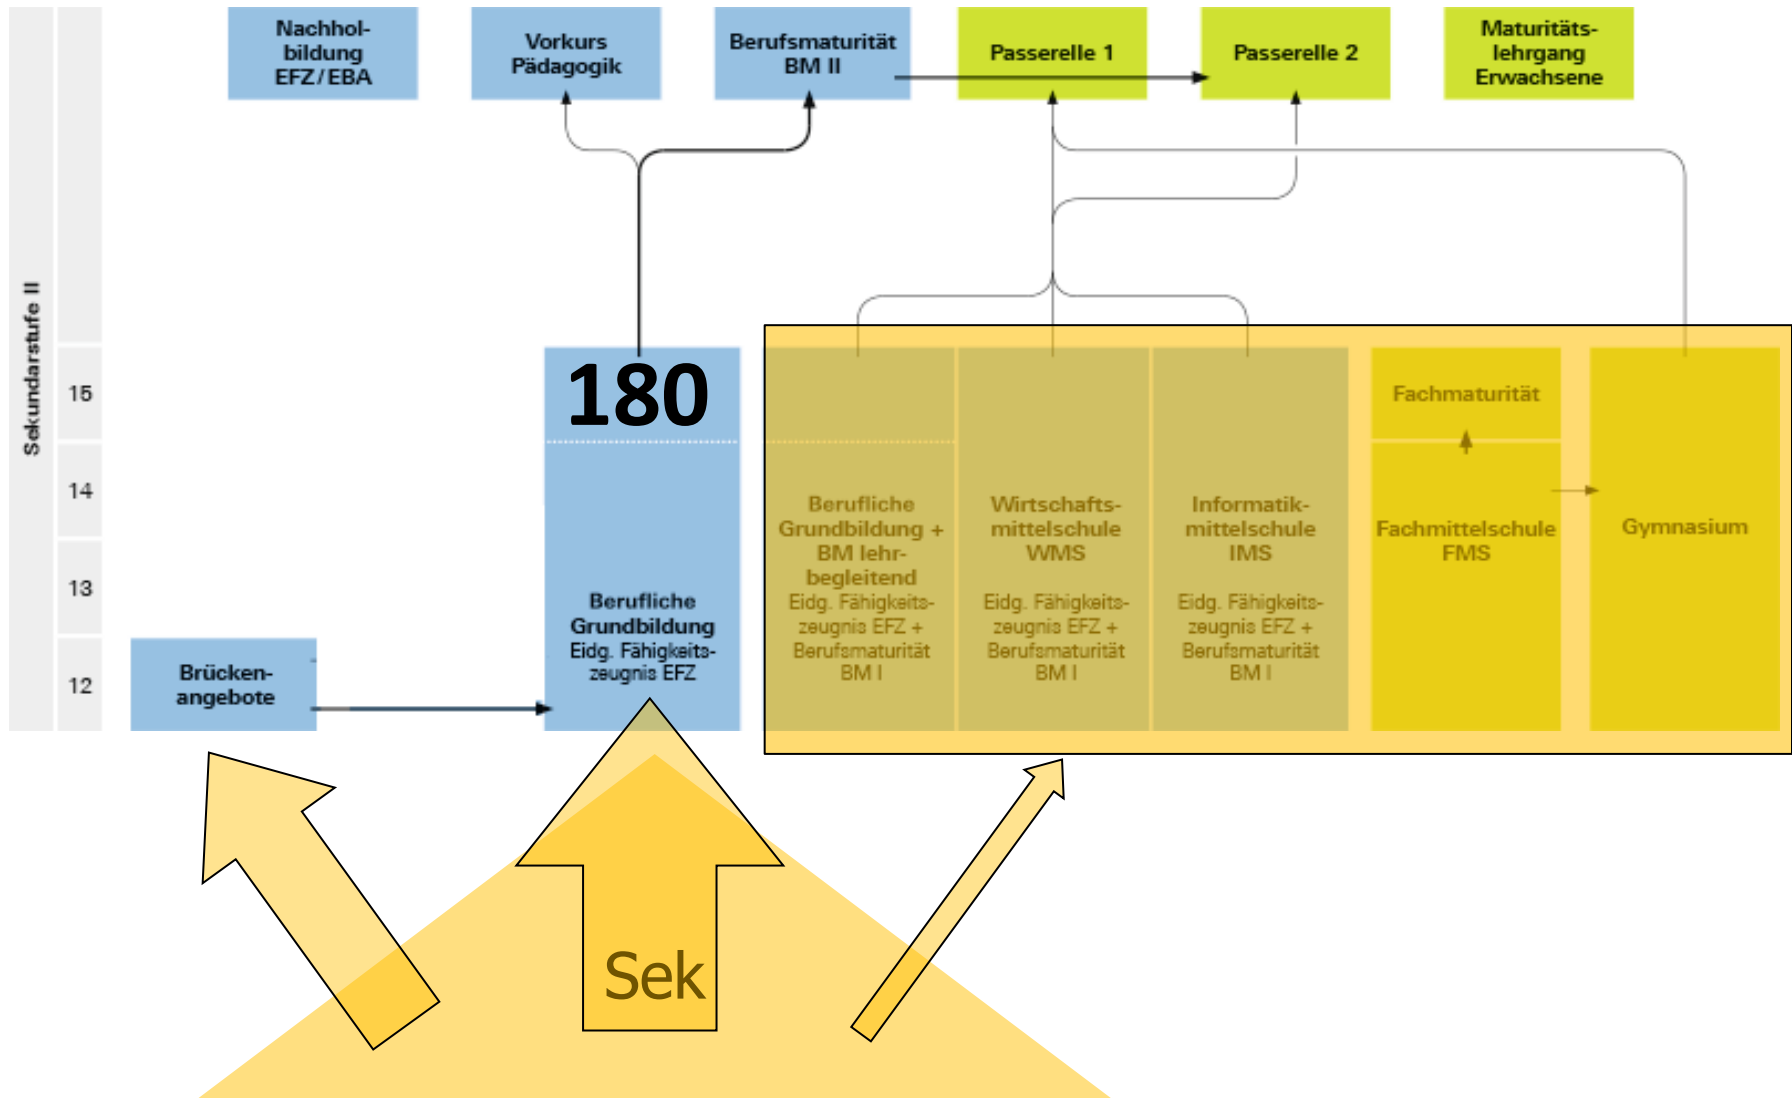 Nachhol-
bildung
EFZ/EBA
Vorkurs
Pädagogik
Berufsmaturität
BM II
Passerelle 1
Passerelle 2
Maturitäts-
lehrgang
Erwachsene
Sekundarstufe II
15
14
13
12
Brücken-
angebote
180
Berufliche
Grundbildung
Eidg. Fähigkeits-
zeugnis EFZ
Berufliche
Grundbildung +
BM lehr-
begleitend
Eidg. Fähigkeits-
zeugnis EFZ +
Berufsmaturität
BM I
Wirtschafts-
mittelschule
WMS
Eidg. Fähigkeits-
zeugnis EFZ +
Berufsmaturität
BM I
Informatik-
mittelschule
IMS
Eidg. Fähigkeits-
zeugnis EFZ +
Berufsmaturität
BM I
Fachmaturität
Fachmittelschule
FMS
Gymnasium
Sek